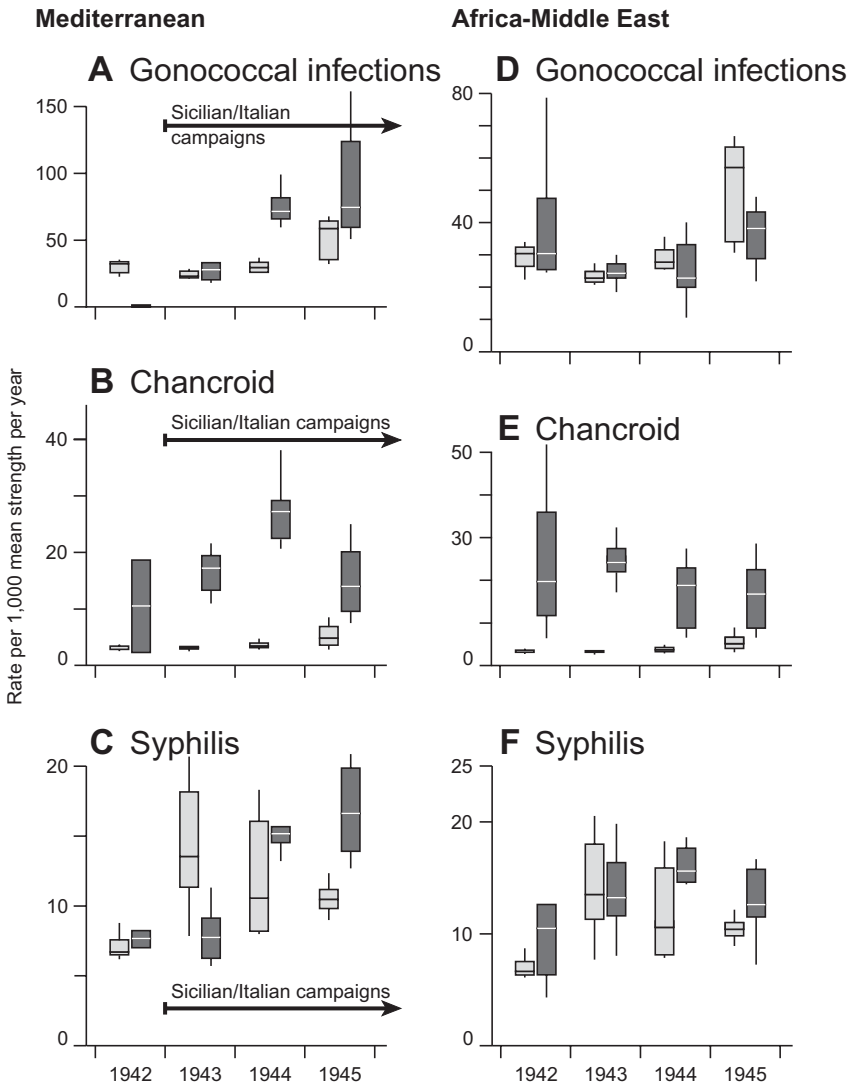 Mediterranean
Africa-Middle East
A Gonococcal infections
150
100
50
0
Sicilian/Italian
campaigns
D Gonococcal infections
80
40
0
Rate per 1,000 mean strength per year
B Chancroid
40
20
0
Sicilian/Italian campaigns
E Chancroid
50
30
0
C Syphilis
20
10
0
Sicilian/Italian campaigns
1942 1943 1944 1945
F Syphilis
25
20
10
0
1942 1943 1944 1945